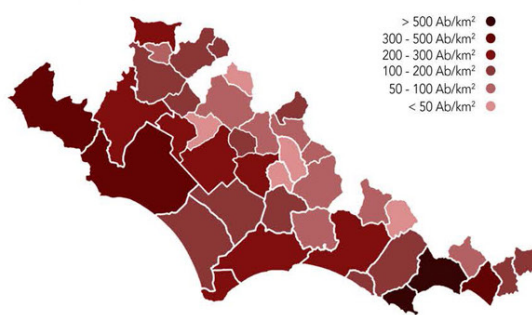 > 500 Ab/km²
300 - 500 Ab/km²
200 - 300 Ab/km²
100 - 200 Ab/km²
50 - 100 Ab/km²
< 50 Ab/km²